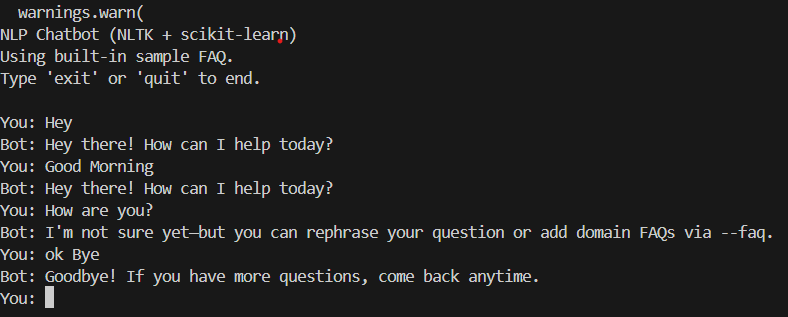 warnings.warn(
NLP Chatbot (NLTK + scikit-learn)
Using built-in sample FAQ.
Type 'exit' or 'quit' to end.
You: Hey
Bot: Hey there! How can I help today?
You: Good Morning
Bot: Hey there! How can I help today?
You: How are you?
Bot: I'm not sure yet—but you can rephrase your question or add domain FAQs via --faq.
You: ok Bye
Bot: Goodbye! If you have more questions, come back anytime.
You: